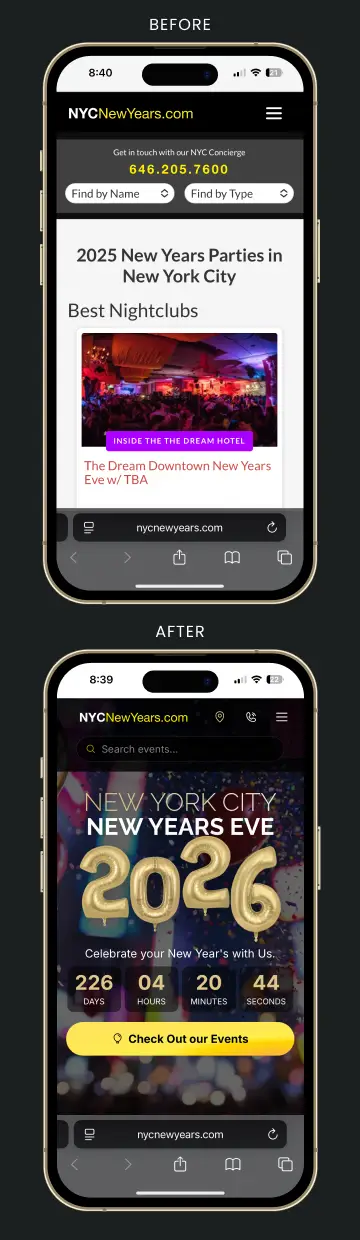 BEFORE
8:40
21
NYCNewYears.com
Get in touch with our NYC Concierge
646.205.7600
Find by Name
Find by Type
2025 New Years Parties in
New York City
Best Nightclubs
INSIDE THE THE DREAM HOTEL
The Dream Downtown New Years
Eve w/ TBA
nycnewyears.com
AFTER
8:39
22
NYCNewYears.com
Search events...
NEW YORK CITY
NEW YEARS EVE
2026
Celebrate your New Year's with Us.
226 04 20 44
DAYS HOURS MINUTES SECONDS
Check Out our Events
nycnewyears.com